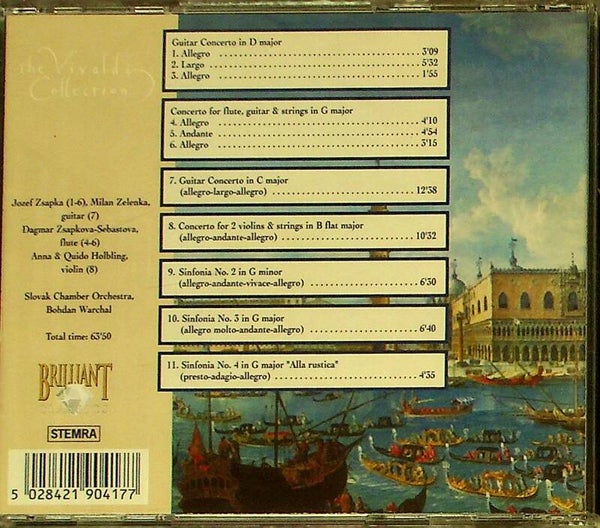 The Vivaldi
Collection
Guitar Concerto in D major
1. Allegro 3'09
2. Largo 5'32
3. Allegro 1'55
Concerto for flute, guitar & strings in G major
4. Allegro 4'10
5. Andante 4'54
6. Allegro 3'15
7. Guitar Concerto in C major
(allegro-largo-allegro) 12'38
8. Concerto for 2 violins & strings in B flat major
(allegro-andante-allegro) 10'32
9. Sinfonia No. 2 in G minor
(allegro-andante-vivace-allegro) 6'30
10. Sinfonia No. 3 in G major
(allegro molto-andante-allegro) 6'40
11. Sinfonia No. 4 in G major "Alla rustica"
(presto-adagio-allegro) 4'35
Jozef Zsapka (1-6), Milan Zelenka,
guitar (7)
Dagmar Zsapkova-Sebastova,
flute (4-6)
Anna & Quido Holbling,
violin (8)
Slovak Chamber Orchestra,
Bohdan Warchal
Total time: 63'50
BRILLIANT
CLASSICS
STEMRA
5 028421 904177